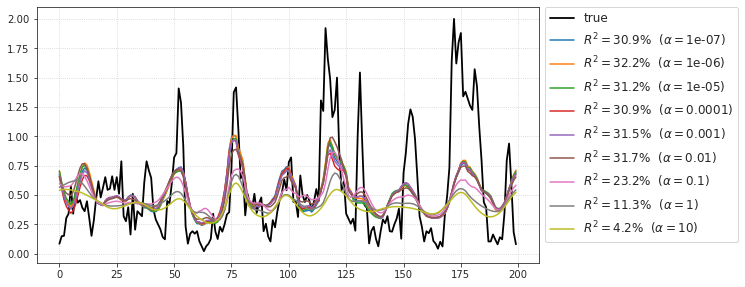 2.00
1.75
1.50
1.25
1.00
0.75
0.50
0.25
0.00
0 25 50 75 100 125 150 175 200
true
R² = 30.9% (α = 1e-07)
R² = 32.2% (α = 1e-06)
R² = 31.2% (α = 1e-05)
R² = 30.9% (α = 0.0001)
R² = 31.5% (α = 0.001)
R² = 31.7% (α = 0.01)
R² = 23.2% (α = 0.1)
R² = 11.3% (α = 1)
R² = 4.2% (α = 10)